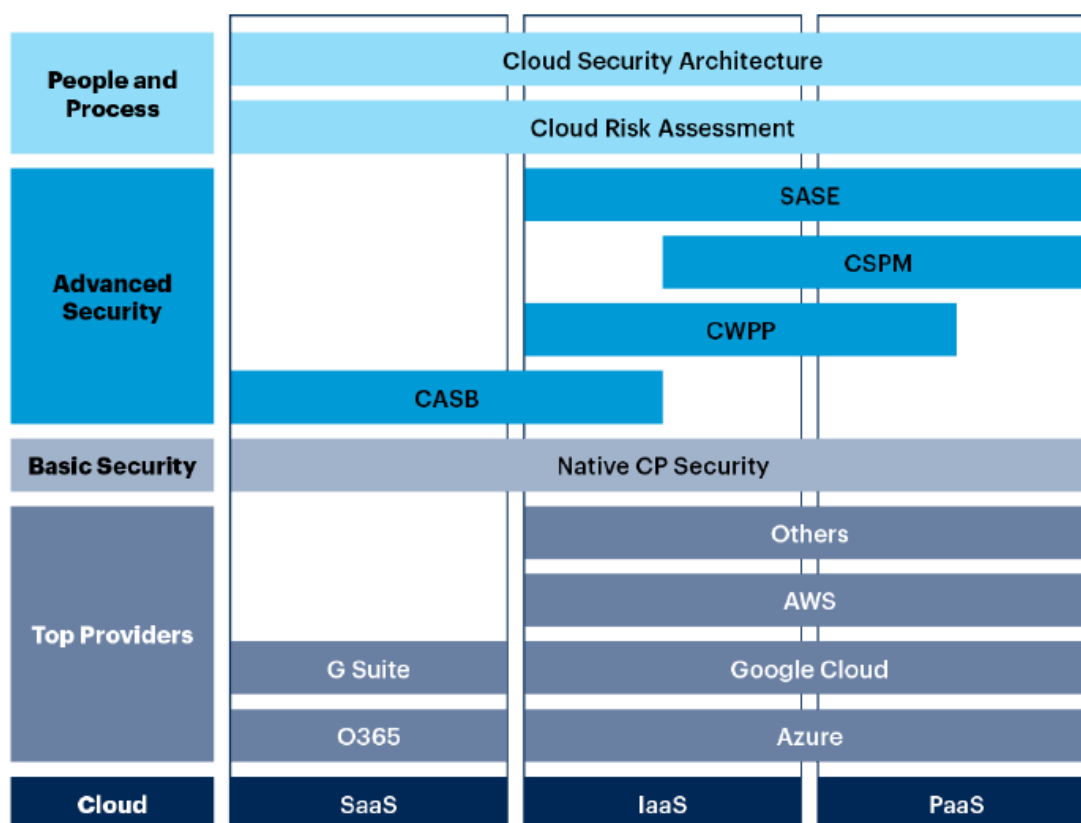 People and
Process
Cloud Security Architecture
Cloud Risk Assessment
Advanced
Security
SASE
CSPM
CWPP
CASB
Basic Security
Native CP Security
Top Providers
Others
AWS
G Suite
Google Cloud
O365
Azure
Cloud
SaaS
IaaS
PaaS